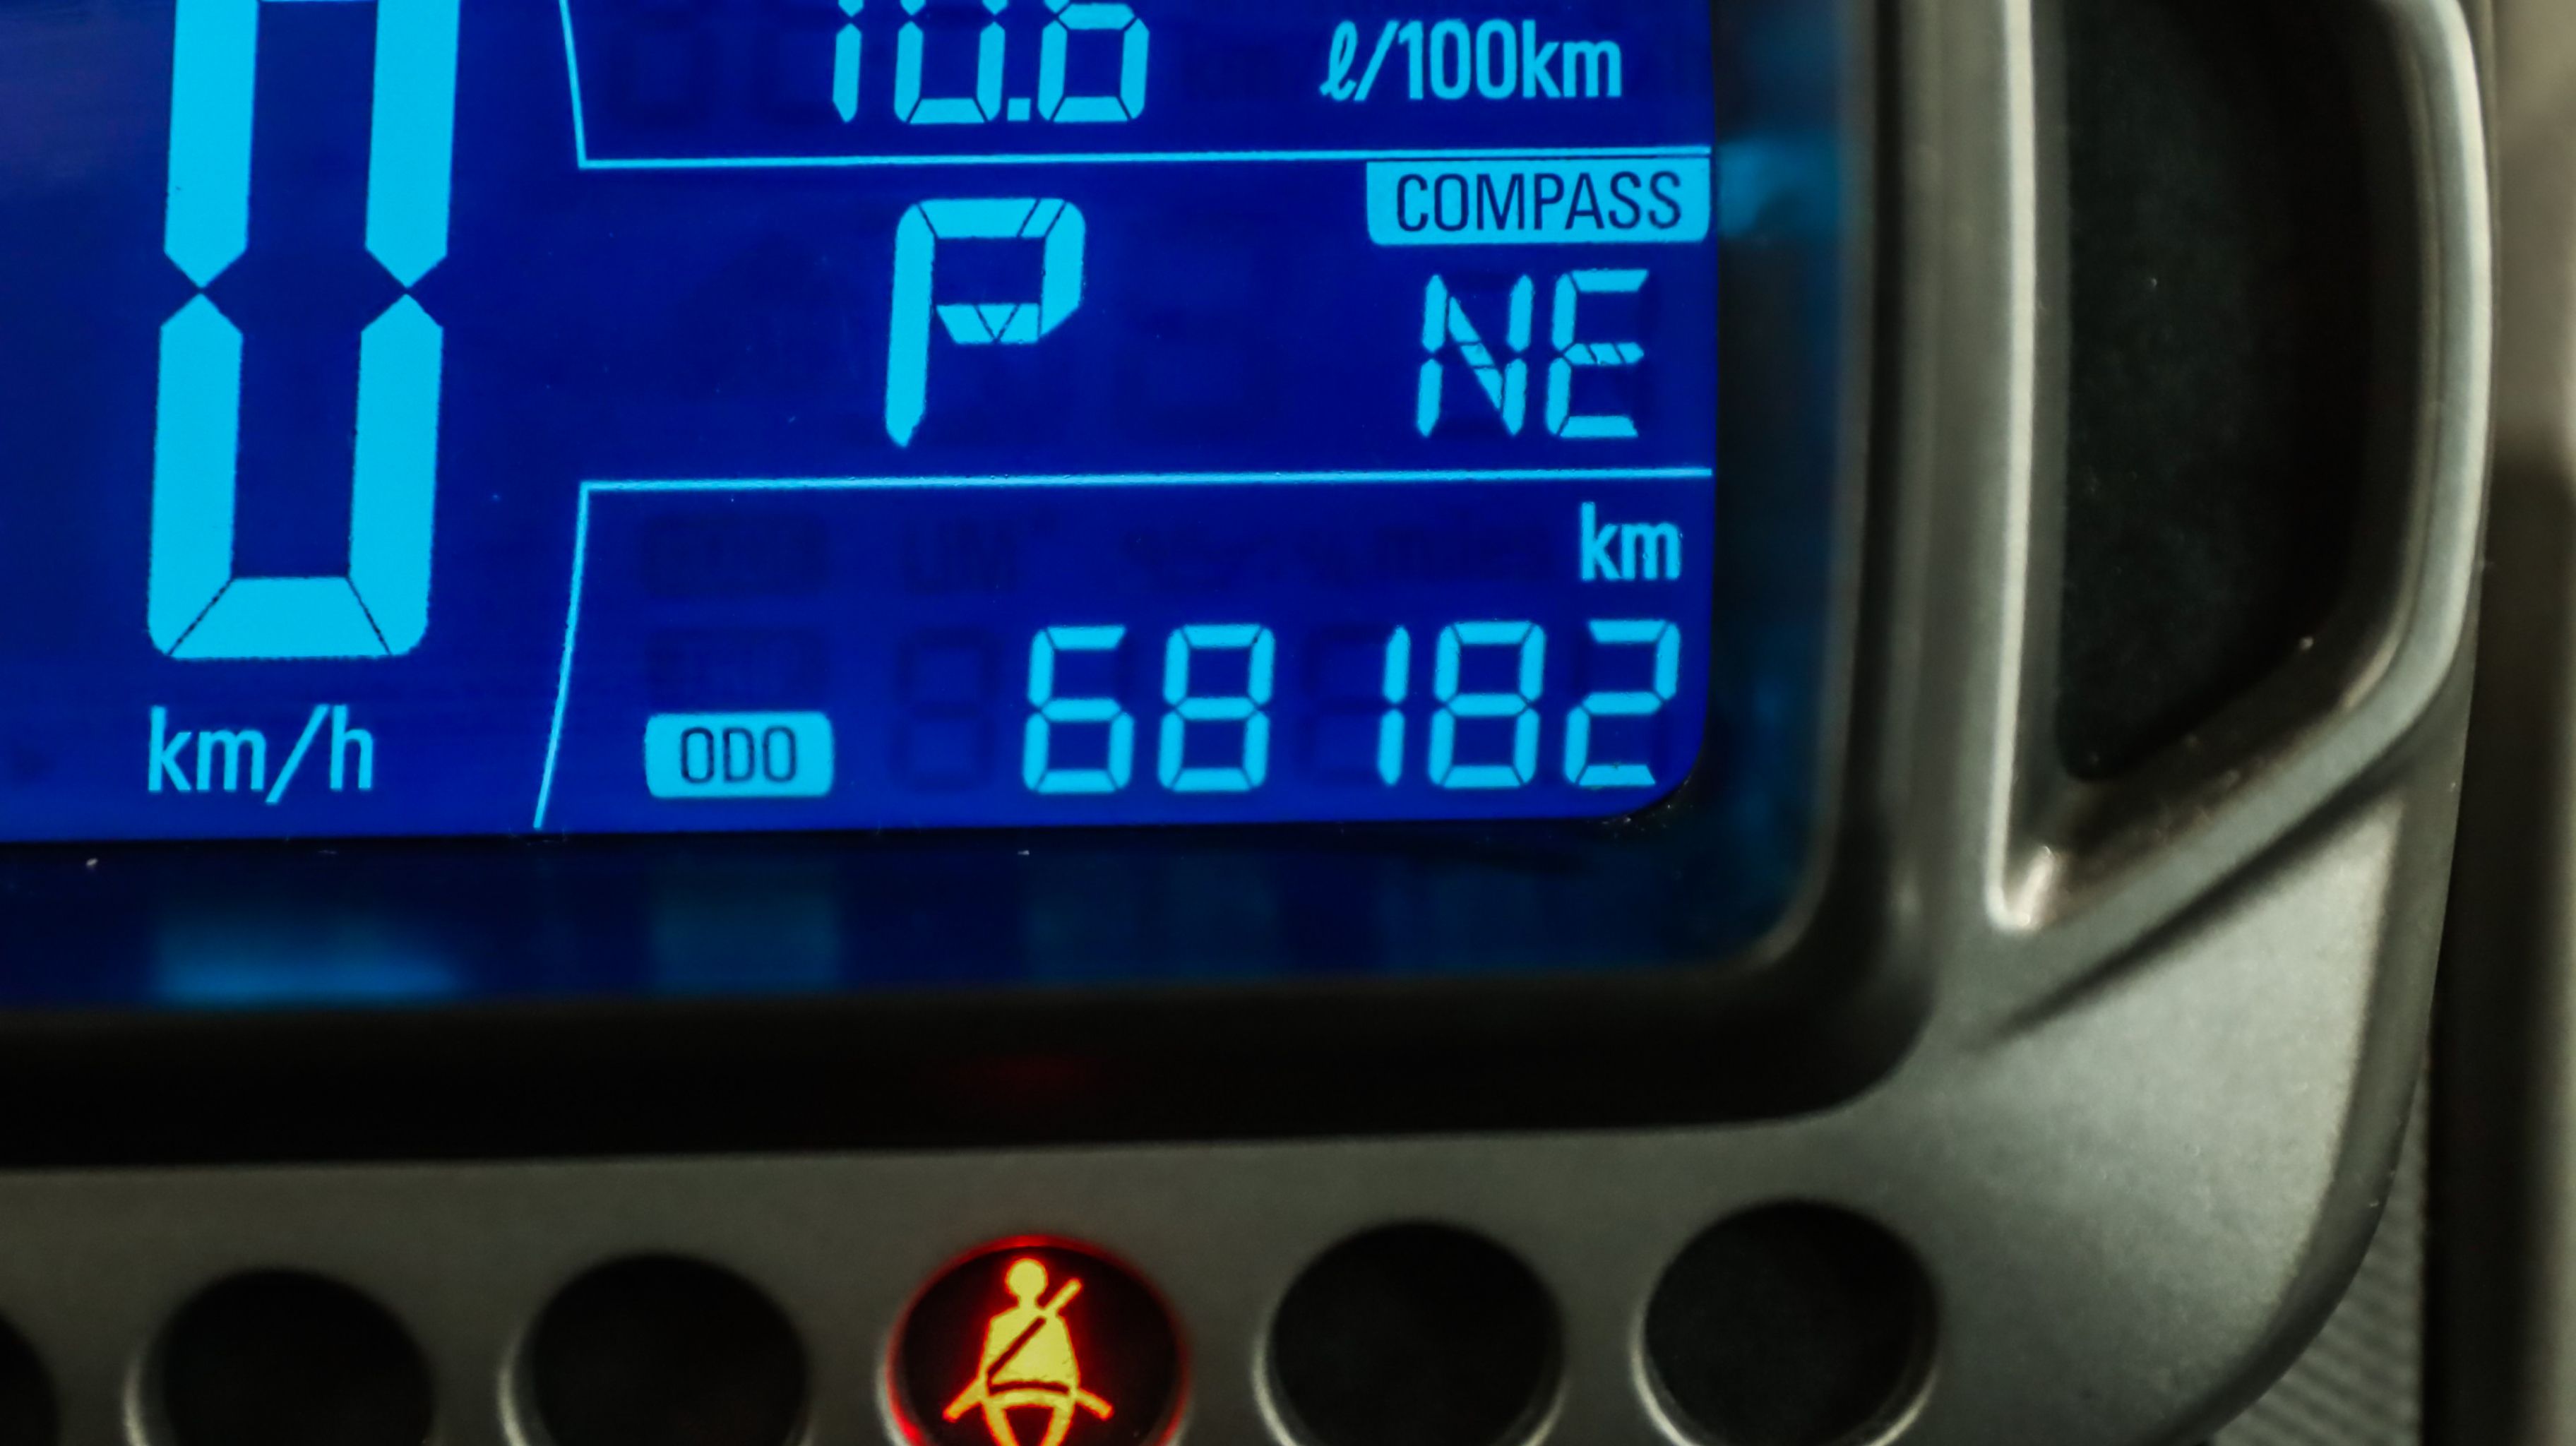 10.6 ℓ/100km
COMPASS
P NE
0
km/h
km
ODO 68182